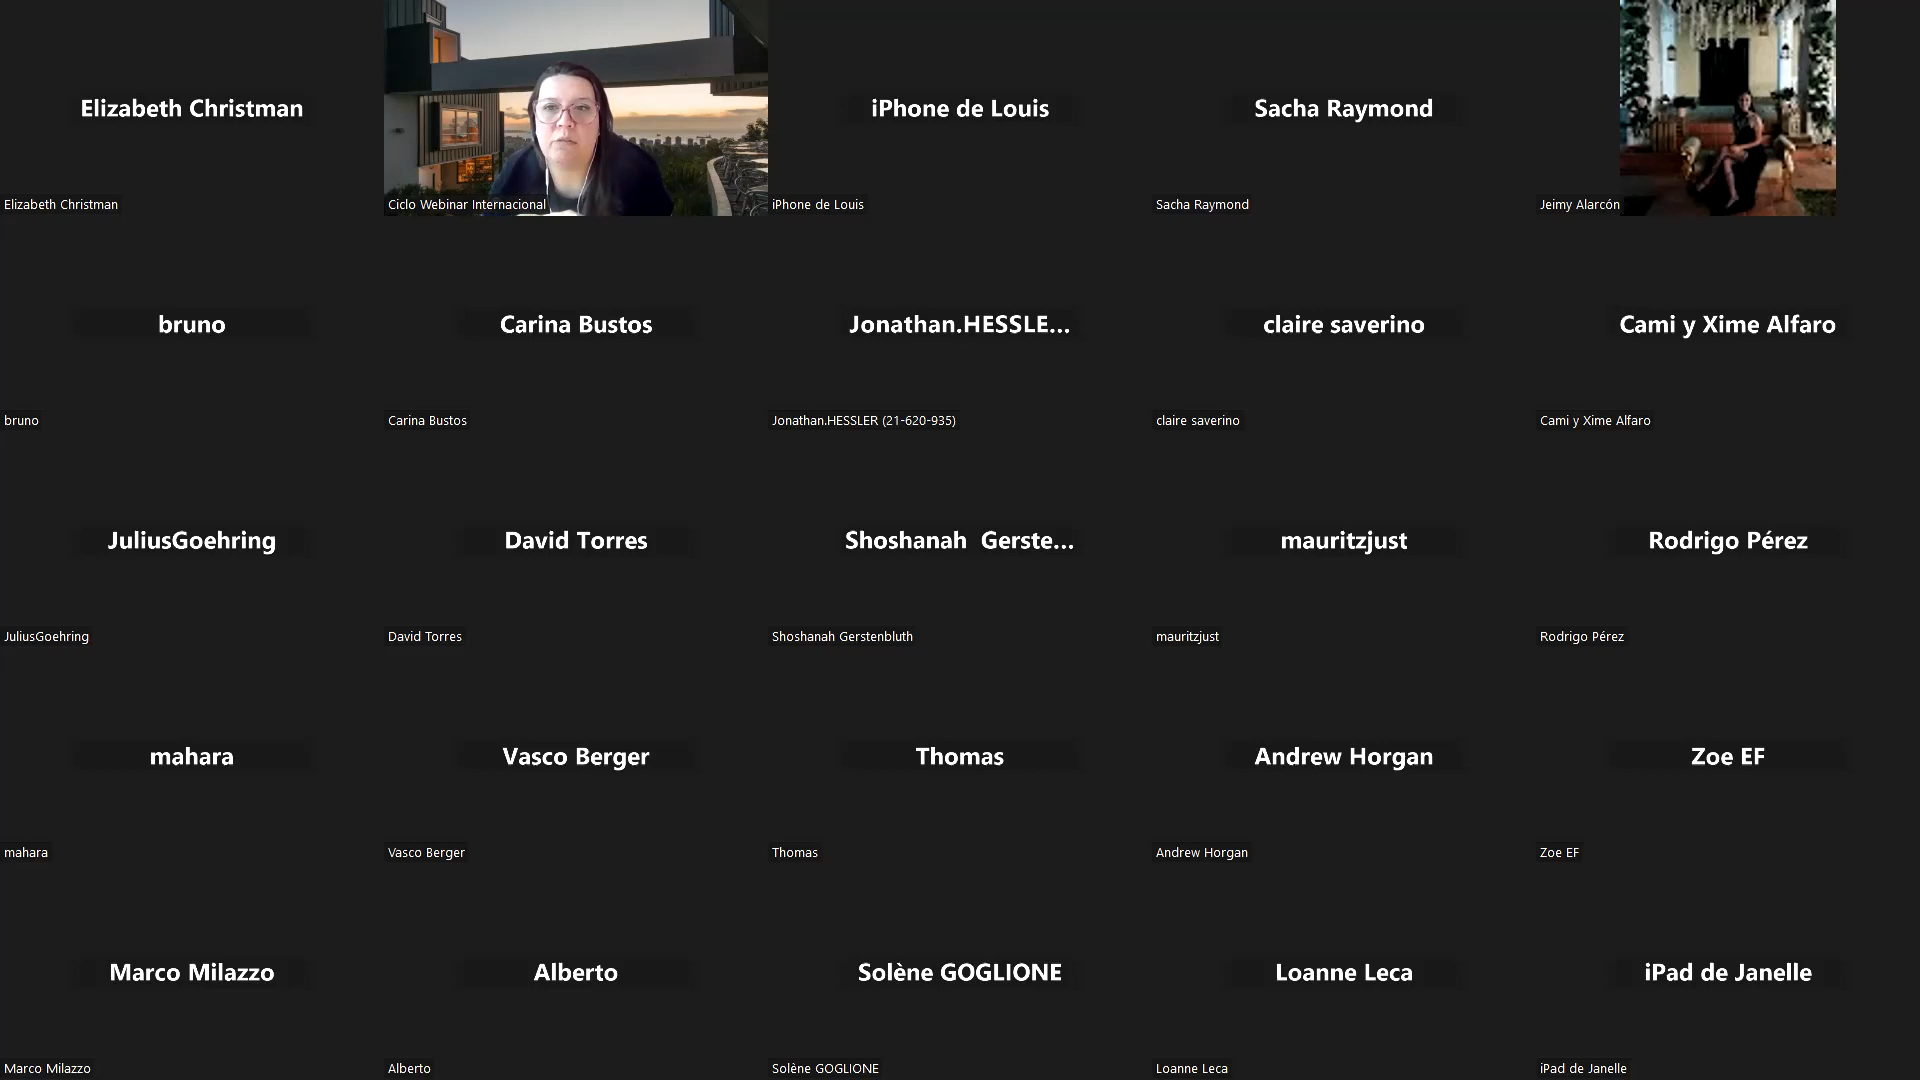 Elizabeth Christman
iPhone de Louis
Sacha Raymond
Elizabeth Christman
Ciclo Webinar Internacional
iPhone de Louis
Sacha Raymond
Jeimy Alarcón
bruno
Carina Bustos
Jonathan.HESSLE...
claire saverino
Cami y Xime Alfaro
bruno
Carina Bustos
Jonathan.HESSLER (21-620-935)
claire saverino
Cami y Xime Alfaro
JuliusGoehring
David Torres
Shoshanah Gerste...
mauritzjust
Rodrigo Pérez
JuliusGoehring
David Torres
Shoshanah Gerstenbluth
mauritzjust
Rodrigo Pérez
mahara
Vasco Berger
Thomas
Andrew Horgan
Zoe EF
mahara
Vasco Berger
Thomas
Andrew Horgan
Zoe EF
Marco Milazzo
Alberto
Solène GOGLIONE
Loanne Leca
iPad de Janelle
Marco Milazzo
Alberto
Solène GOGLIONE
Loanne Leca
iPad de Janelle